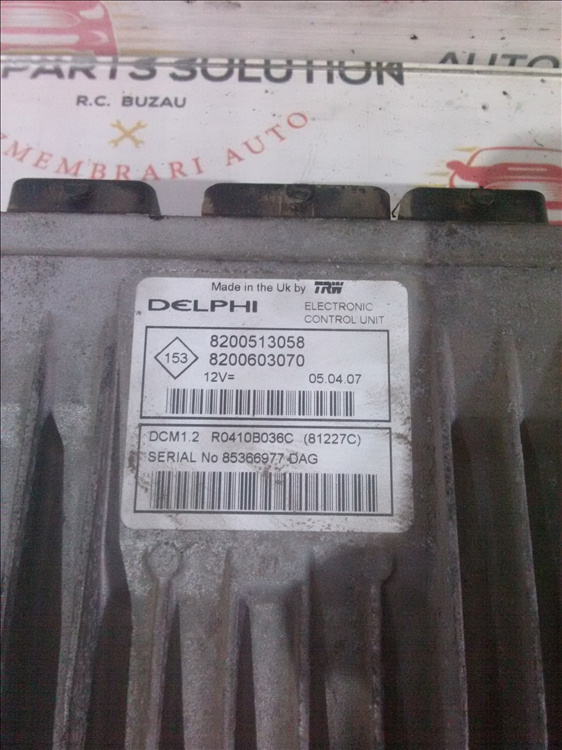 PARTS SOLUTION
AUTO
R.C. BUZAU
AUTO
Made in the Uk by TRW
DELPHI
ELECTRONIC
CONTROL UNIT
153
8200513058
8200603070
12V= 05.04.07
DCM1.2 R0410B036C (81227C)
SERIAL No 85366977 DAG